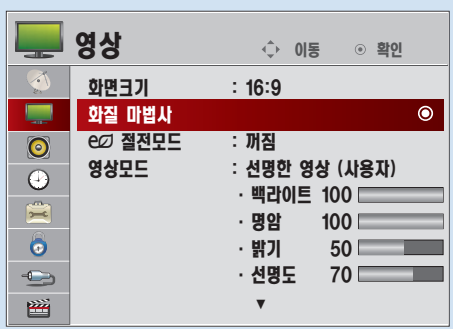 영상 이동 확인
화면크기 : 16:9
화질 마법사
e 절전모드 : 꺼짐
영상모드 : 선명한 영상 (사용자)
· 백라이트 100
· 명암 100
· 밝기 50
· 선명도 70